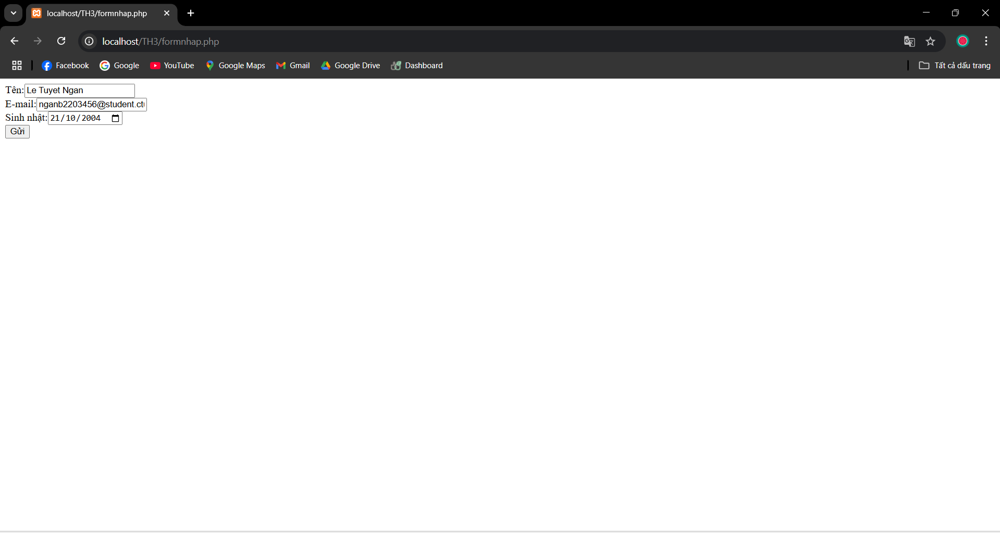 localhost/TH3/formnhap.php
localhost/TH3/formnhap.php
Facebook Google YouTube Google Maps Gmail Google Drive Dashboard Tất cả dấu trang
Tên: Le Tuyet Ngan
E-mail: nganb2203456@student.ct
Sinh nhật: 21/10/2004
Gửi